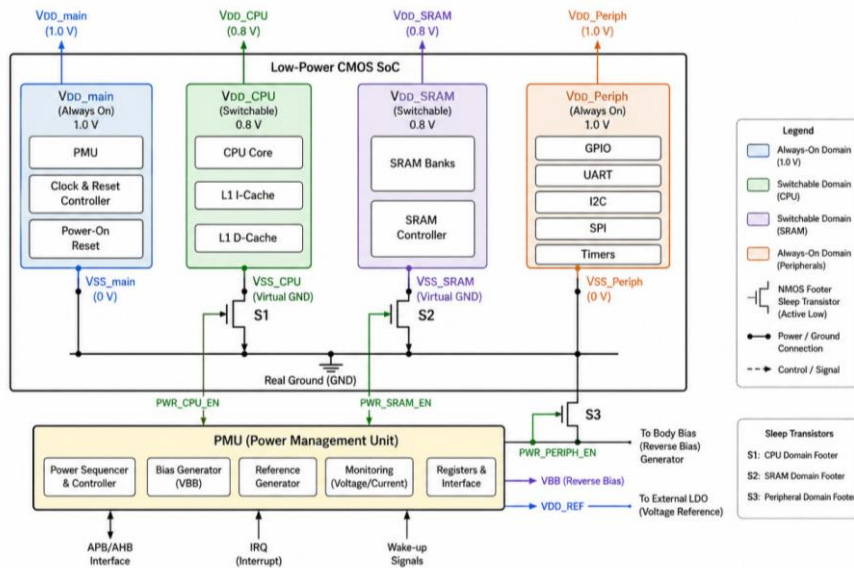 VDD_main
(1.0 V)
VDD_CPU
(0.8 V)
VDD_SRAM
(0.8 V)
VDD_Periph
(1.0 V)
Low-Power CMOS SoC
VDD_main
(Always On)
1.0 V
PMU
Clock & Reset
Controller
Power-On
Reset
VSS_main
(0 V)
VDD_CPU
(Switchable)
0.8 V
CPU Core
L1 I-Cache
L1 D-Cache
VSS_CPU
(Virtual GND)
S1
VDD_SRAM
(Switchable)
0.8 V
SRAM Banks
SRAM
Controller
VSS_SRAM
(Virtual GND)
S2
VDD_Periph
(Always On)
1.0 V
GPIO
UART
I2C
SPI
Timers
VSS_Periph
(0 V)
Real Ground (GND)
PWR_CPU_EN
PWR_SRAM_EN
S3
PWR_PERIPH_EN
PMU (Power Management Unit)
Power Sequencer
& Controller
Bias Generator
(VBB)
Reference
Generator
Monitoring
(Voltage/Current)
Registers &
Interface
To Body Bias
(Reverse Bias)
Generator
VBB (Reverse Bias)
VDD_REF
To External LDO
(Voltage Reference)
APB/AHB
Interface
IRQ
(Interrupt)
Wake-up
Signals
Legend
Always-On Domain
(1.0 V)
Switchable Domain
(CPU)
Switchable Domain
(SRAM)
Always-On Domain
(Peripherals)
NMOS Footer
Sleep Transistor
(Active Low)
Power / Ground
Connection
Control / Signal
Sleep Transistors
S1: CPU Domain Footer
S2: SRAM Domain Footer
S3: Peripheral Domain Footer